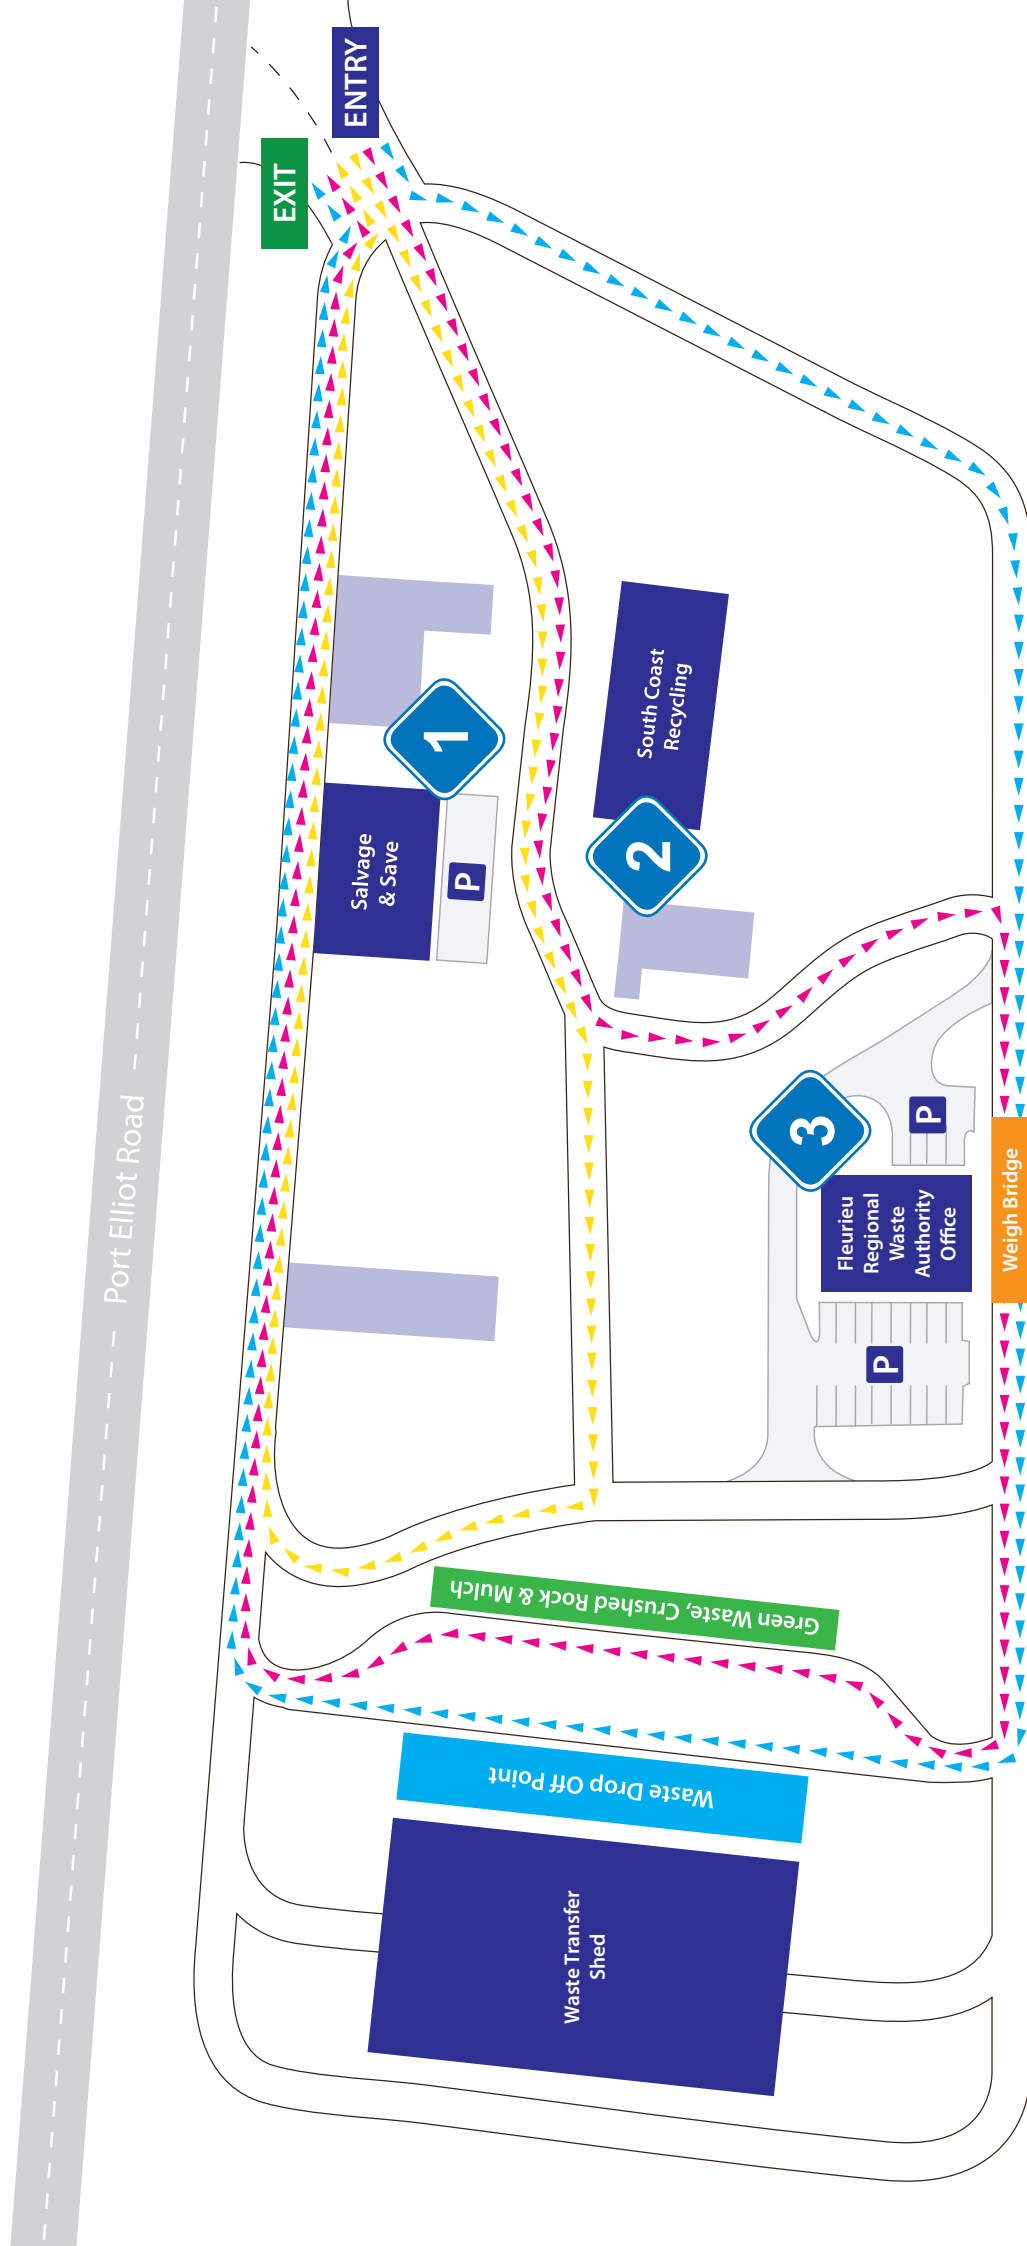 ENTRY
EXIT
South Coast
Recycling
1
2
Salvage
& Save
P
Port Elliot Road
3
P
Fleurieu
Regional
Waste
Authority
Office
Weigh Bridge
P
Green Waste, Crushed Rock & Mulch
Waste Drop Off Point
Waste Transfer
Shed